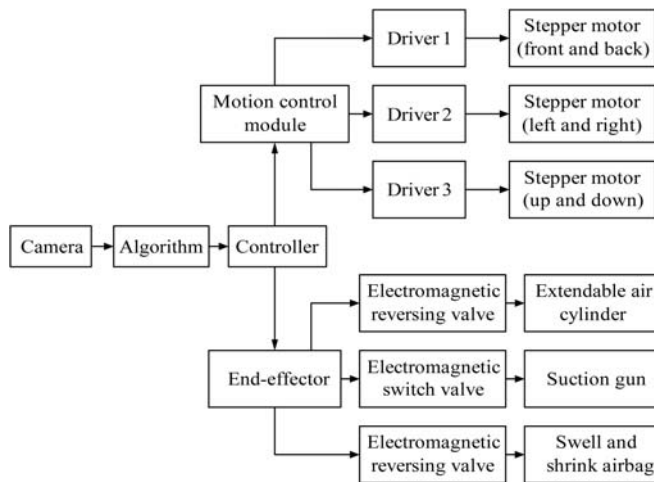 Driver 1
Stepper motor
(front and back)
Motion control
module
Driver 2
Stepper motor
(left and right)
Driver 3
Stepper motor
(up and down)
Camera
Algorithm
Controller
Electromagnetic
reversing valve
Extendable air
cylinder
End-effector
Electromagnetic
switch valve
Suction gun
Electromagnetic
reversing valve
Swell and
shrink airbag